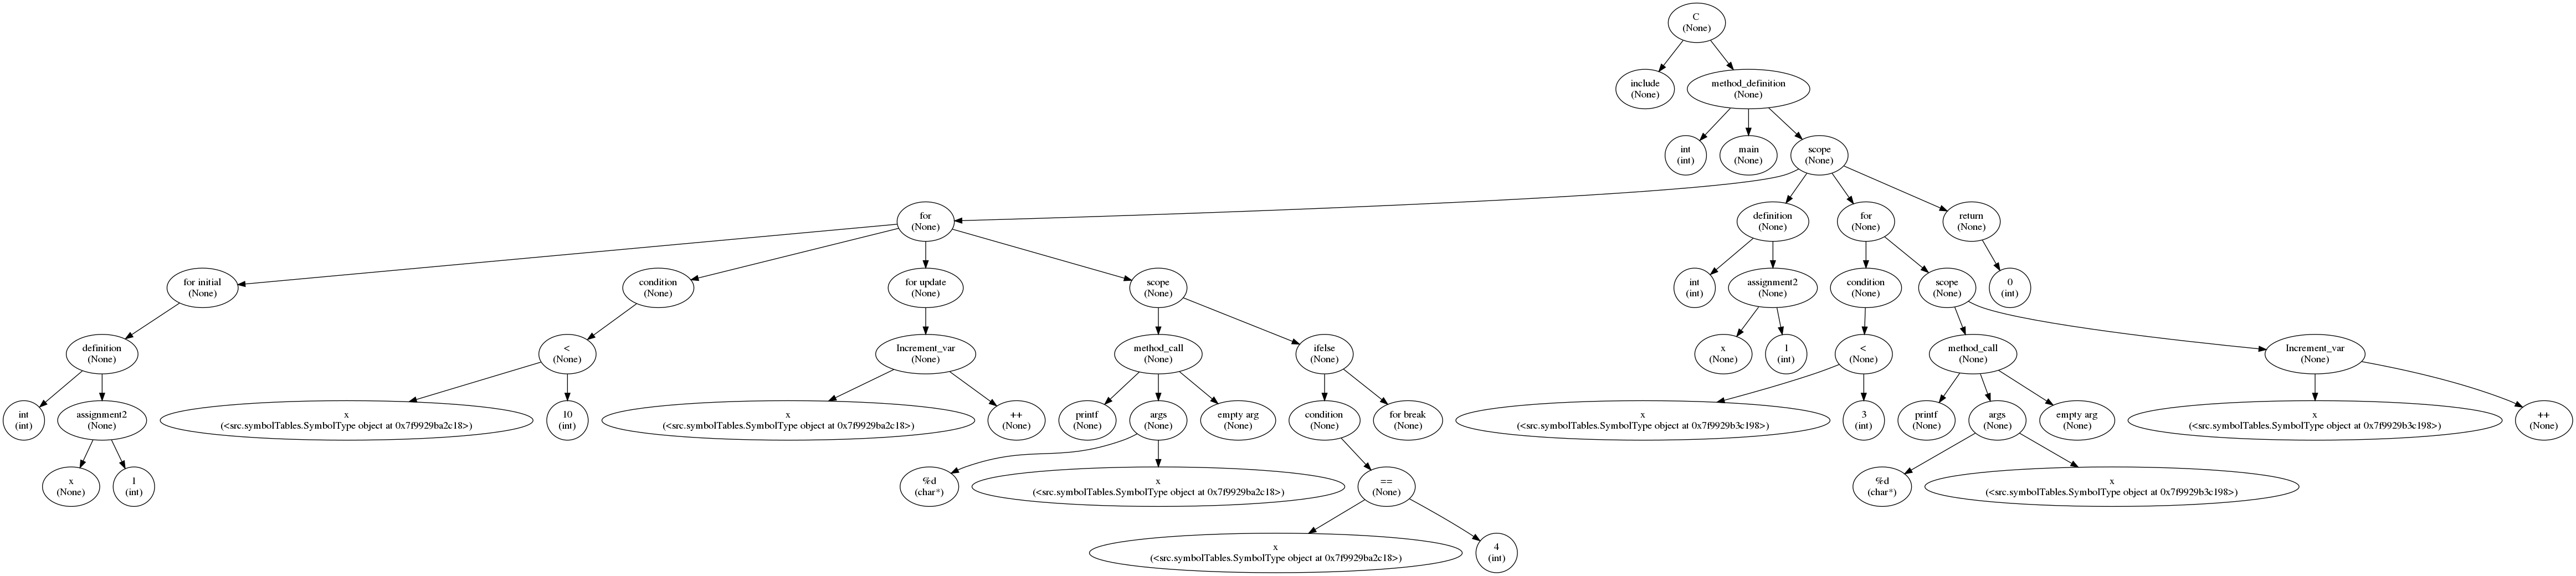 C
(None)
include
(None)
method_definition
(None)
int
(int)
main
(None)
scope
(None)
for
(None)
definition
(None)
for
(None)
return
(None)
for initial
(None)
condition
(None)
for update
(None)
scope
(None)
int
(int)
assignment2
(None)
condition
(None)
scope
(None)
0
(int)
definition
(None)
<
(None)
Increment_var
(None)
method_call
(None)
ifelse
(None)
x
(None)
1
(int)
<
(None)
method_call
(None)
Increment_var
(None)
int
(int)
assignment2
(None)
x
(<src.symbolTables.SymbolType object at 0x7f9929ba2c18>)
10
(int)
x
(<src.symbolTables.SymbolType object at 0x7f9929ba2c18>)
++
(None)
printf
(None)
args
(None)
empty arg
(None)
condition
(None)
for break
(None)
x
(<src.symbolTables.SymbolType object at 0x7f9929b3c198>)
3
(int)
printf
(None)
args
(None)
empty arg
(None)
x
(<src.symbolTables.SymbolType object at 0x7f9929b3c198>)
++
(None)
x
(None)
1
(int)
%d
(char*)
x
(<src.symbolTables.SymbolType object at 0x7f9929ba2c18>)
==
(None)
%d
(char*)
x
(<src.symbolTables.SymbolType object at 0x7f9929b3c198>)
x
(<src.symbolTables.SymbolType object at 0x7f9929ba2c18>)
4
(int)